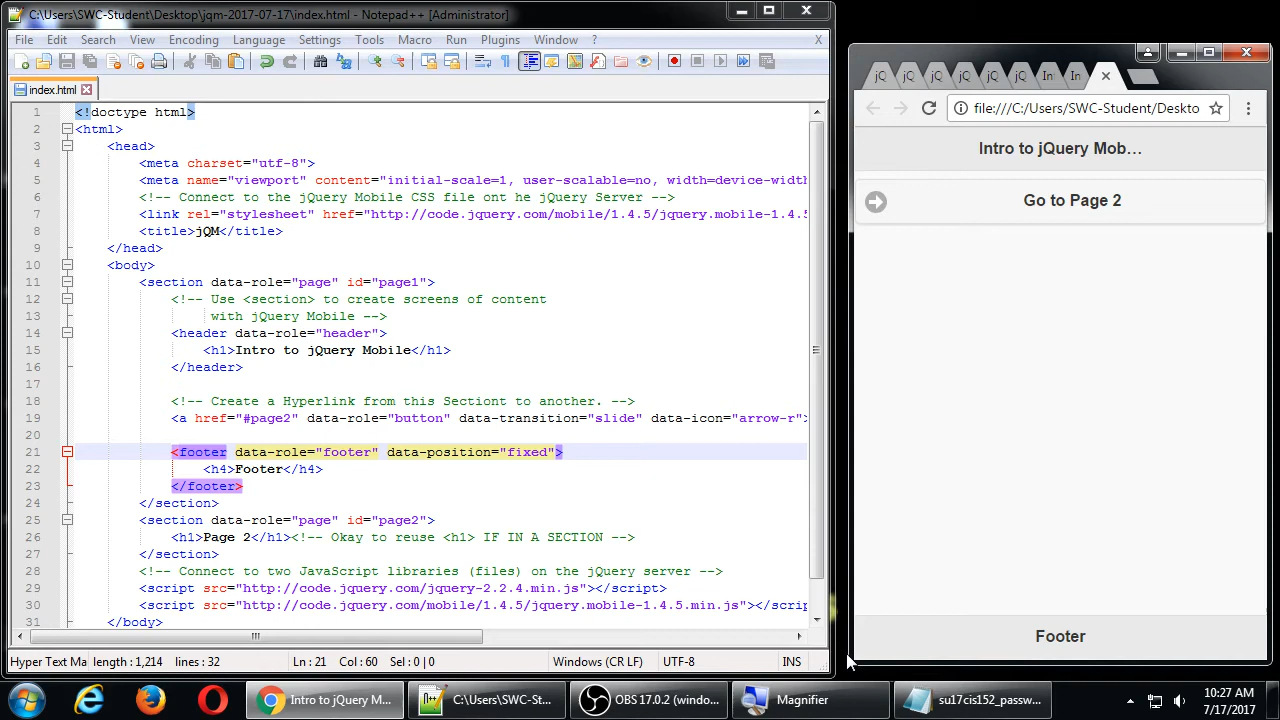 C:\Users\SWC-Student\Desktop\jqm-2017-07-17\index.html - Notepad++ [Administrator]
File Edit Search View Encoding Language Settings Tools Macro Run Plugins Window ? X
index.html
1 <!doctype html>
2 <html>
3 <head>
4 <meta charset="utf-8">
5 <meta name="viewport" content="initial-scale=1, user-scalable=no, width=device-width
6 <!-- Connect to the jQuery Mobile CSS file ont he jQuery Server -->
7 <link rel="stylesheet" href="http://code.jquery.com/mobile/1.4.5/jquery.mobile-1.4.5
8 <title>jQM</title>
9 </head>
10 <body>
11 <section data-role="page" id="page1">
12 <!-- Use <section> to create screens of content
13 with jQuery Mobile -->
14 <header data-role="header">
15 <h1>Intro to jQuery Mobile</h1>
16 </header>
17
18 <!-- Create a Hyperlink from this Sectiont to another. -->
19 <a href="#page2" data-role="button" data-transition="slide" data-icon="arrow-r">
20
21 <footer data-role="footer" data-position="fixed">
22 <h4>Footer</h4>
23 </footer>
24 </section>
25 <section data-role="page" id="page2">
26 <h1>Page 2</h1><!-- Okay to reuse <h1> IF IN A SECTION -->
27 </section>
28 <!-- Connect to two JavaScript libraries (files) on the jQuery server -->
29 <script src="http://code.jquery.com/jquery-2.2.4.min.js"></script>
30 <script src="http://code.jquery.com/mobile/1.4.5/jquery.mobile-1.4.5.min.js"></scrip
31 </body>
Hyper Text Ma length : 1,214 lines : 32 Ln : 21 Col : 60 Sel : 0 | 0 Windows (CR LF) UTF-8 INS
jC jC jC jC jC jC In In
file:///C:/Users/SWC-Student/Deskto
Intro to jQuery Mob…
Go to Page 2
Footer
Intro to jQuery M...
C:\Users\SWC-St...
OBS 17.0.2 (windo...
Magnifier
su17cis152_passw...
10:27 AM
7/17/2017